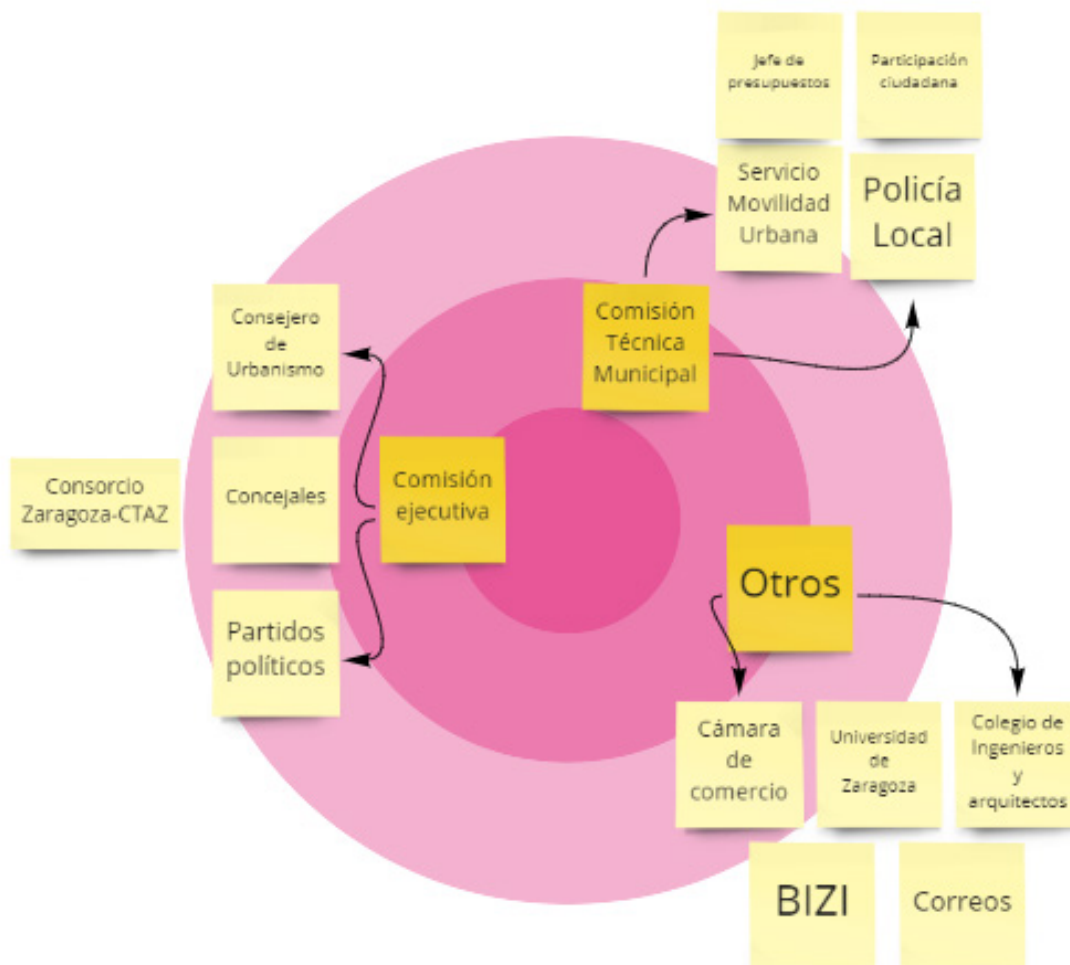 Jefe de
presupuestos
Participación
ciudadana
Servicio
Movilidad
Urbana
Policía
Local
Comisión
Técnica
Municipal
Consejero
de
Urbanismo
Consorcio
Zaragoza-CTAZ
Concejales
Comisión
ejecutiva
Partidos
políticos
Otros
Cámara
de
comercio
Universidad
de
Zaragoza
Colegio de
Ingenieros
y
arquitectos
BIZI
Correos